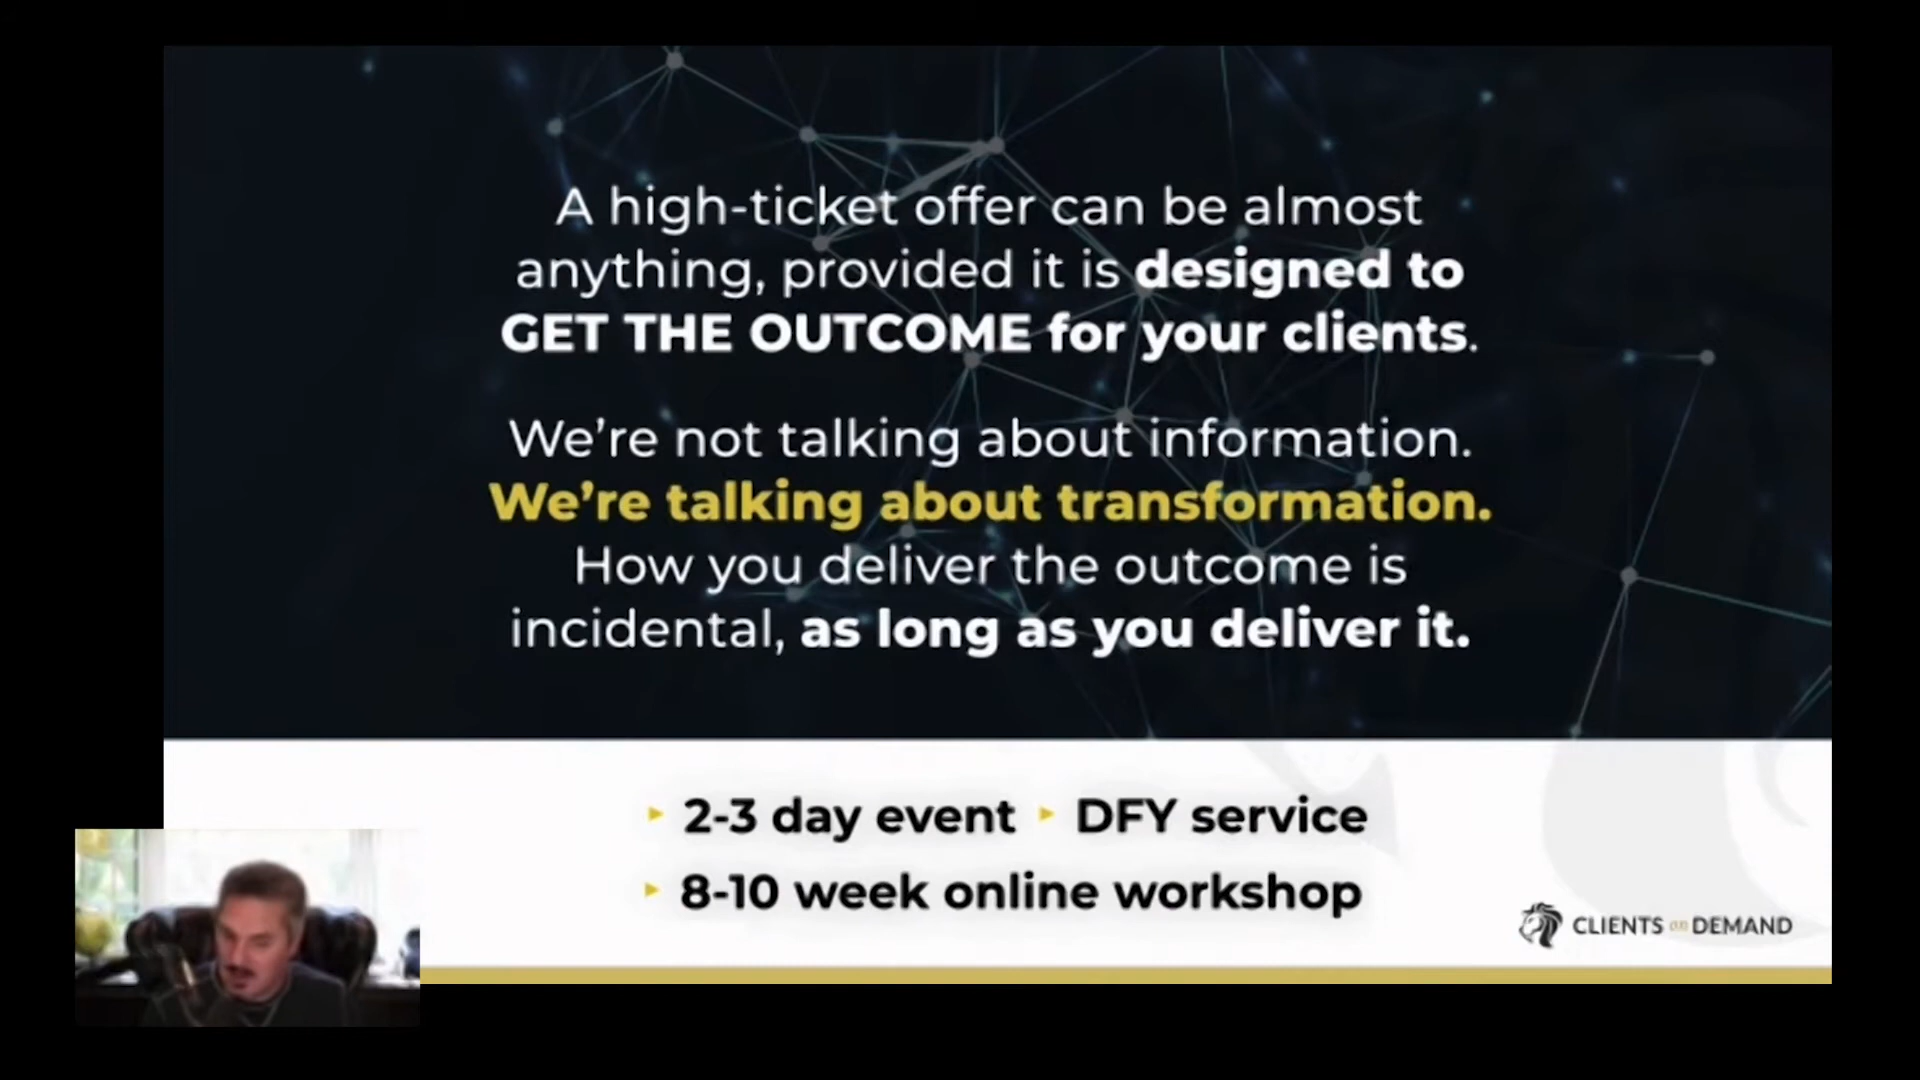 A high-ticket offer can be almost
anything, provided it is designed to
GET THE OUTCOME for your clients.
We’re not talking about information.
We’re talking about transformation.
How you deliver the outcome is
incidental, as long as you deliver it.
▸ 2-3 day event ▸ DFY service
▸ 8-10 week online workshop
CLIENTS on DEMAND